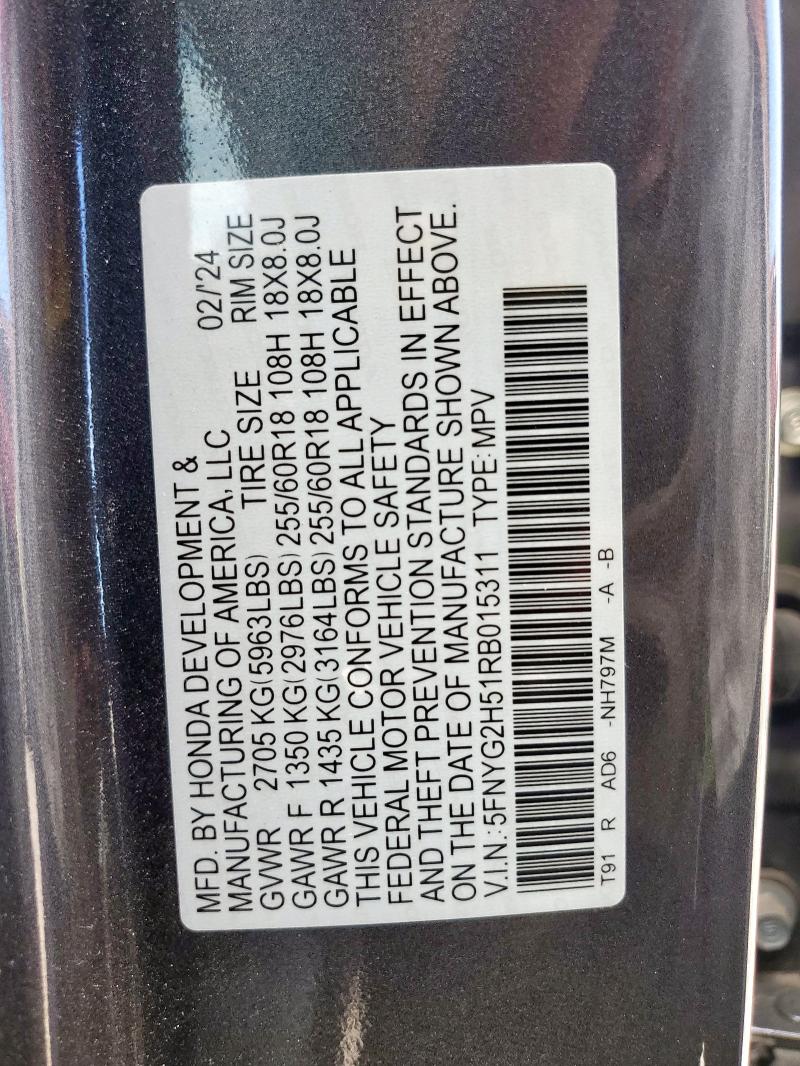 MFD. BY HONDA DEVELOPMENT &
MANUFACTURING OF AMERICA, LLC 02/'24
GVWR 2705 KG(5963LBS) TIRE SIZE RIM SIZE
GAWR F 1350 KG(2976LBS) 255/60R18 108H 18X8.0J
GAWR R 1435 KG(3164LBS) 255/60R18 108H 18X8.0J
THIS VEHICLE CONFORMS TO ALL APPLICABLE
FEDERAL MOTOR VEHICLE SAFETY
AND THEFT PREVENTION STANDARDS IN EFFECT
ON THE DATE OF MANUFACTURE SHOWN ABOVE.
V.I.N.: 5FNYG2H51RB015311 TYPE: MPV
T91 R AD6 -NH797M -A -B